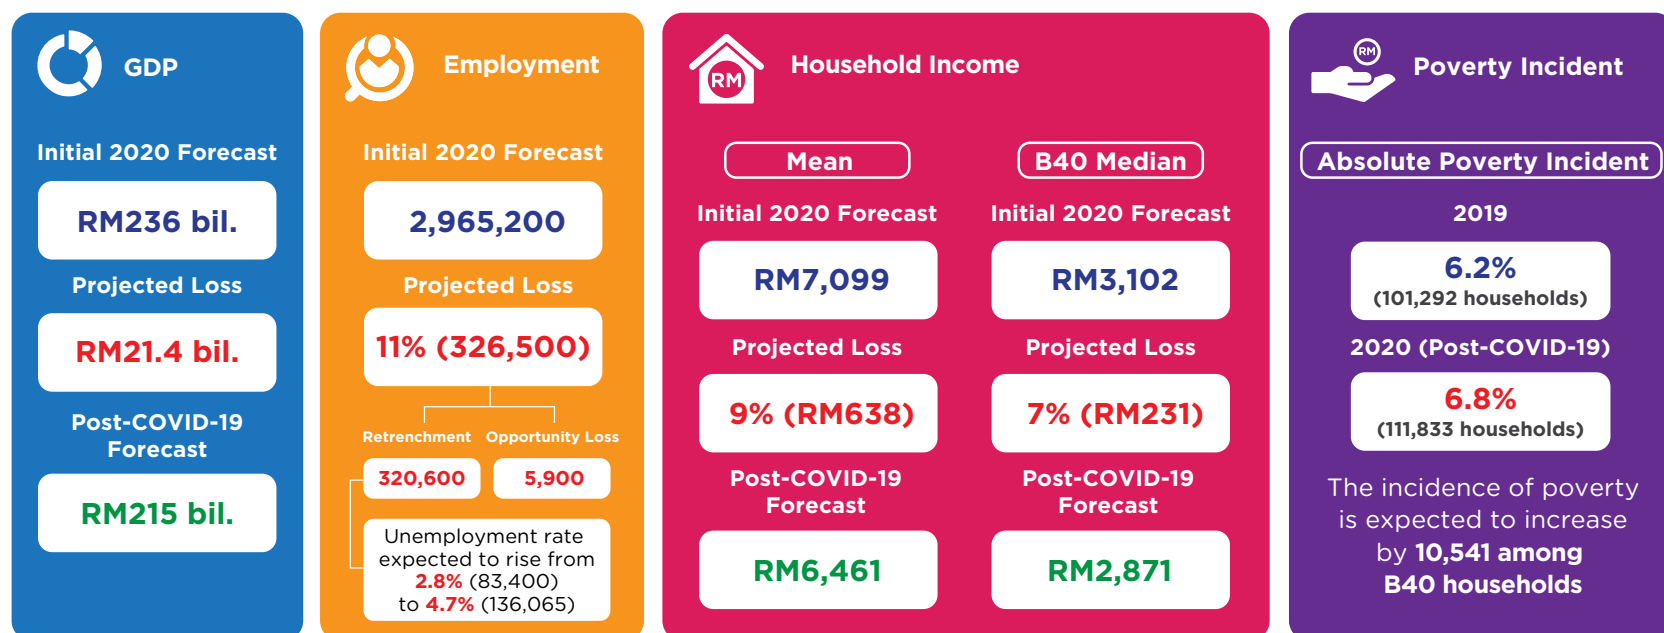 GDP
Initial 2020 Forecast
RM236 bil.
Projected Loss
RM21.4 bil.
Post-COVID-19
Forecast
RM215 bil.
Employment
Initial 2020 Forecast
2,965,200
Projected Loss
11% (326,500)
Retrenchment
320,600
Opportunity Loss
5,900
Unemployment rate
expected to rise from
2.8% (83,400)
to 4.7% (136,065)
RM
Household Income
Mean
Initial 2020 Forecast
RM7,099
Projected Loss
9% (RM638)
Post-COVID-19
Forecast
RM6,461
B40 Median
Initial 2020 Forecast
RM3,102
Projected Loss
7% (RM231)
Post-COVID-19
Forecast
RM2,871
RM
Poverty Incident
Absolute Poverty Incident
2019
6.2%
(101,292 households)
2020 (Post-COVID-19)
6.8%
(111,833 households)
The incidence of poverty
is expected to increase
by 10,541 among
B40 households